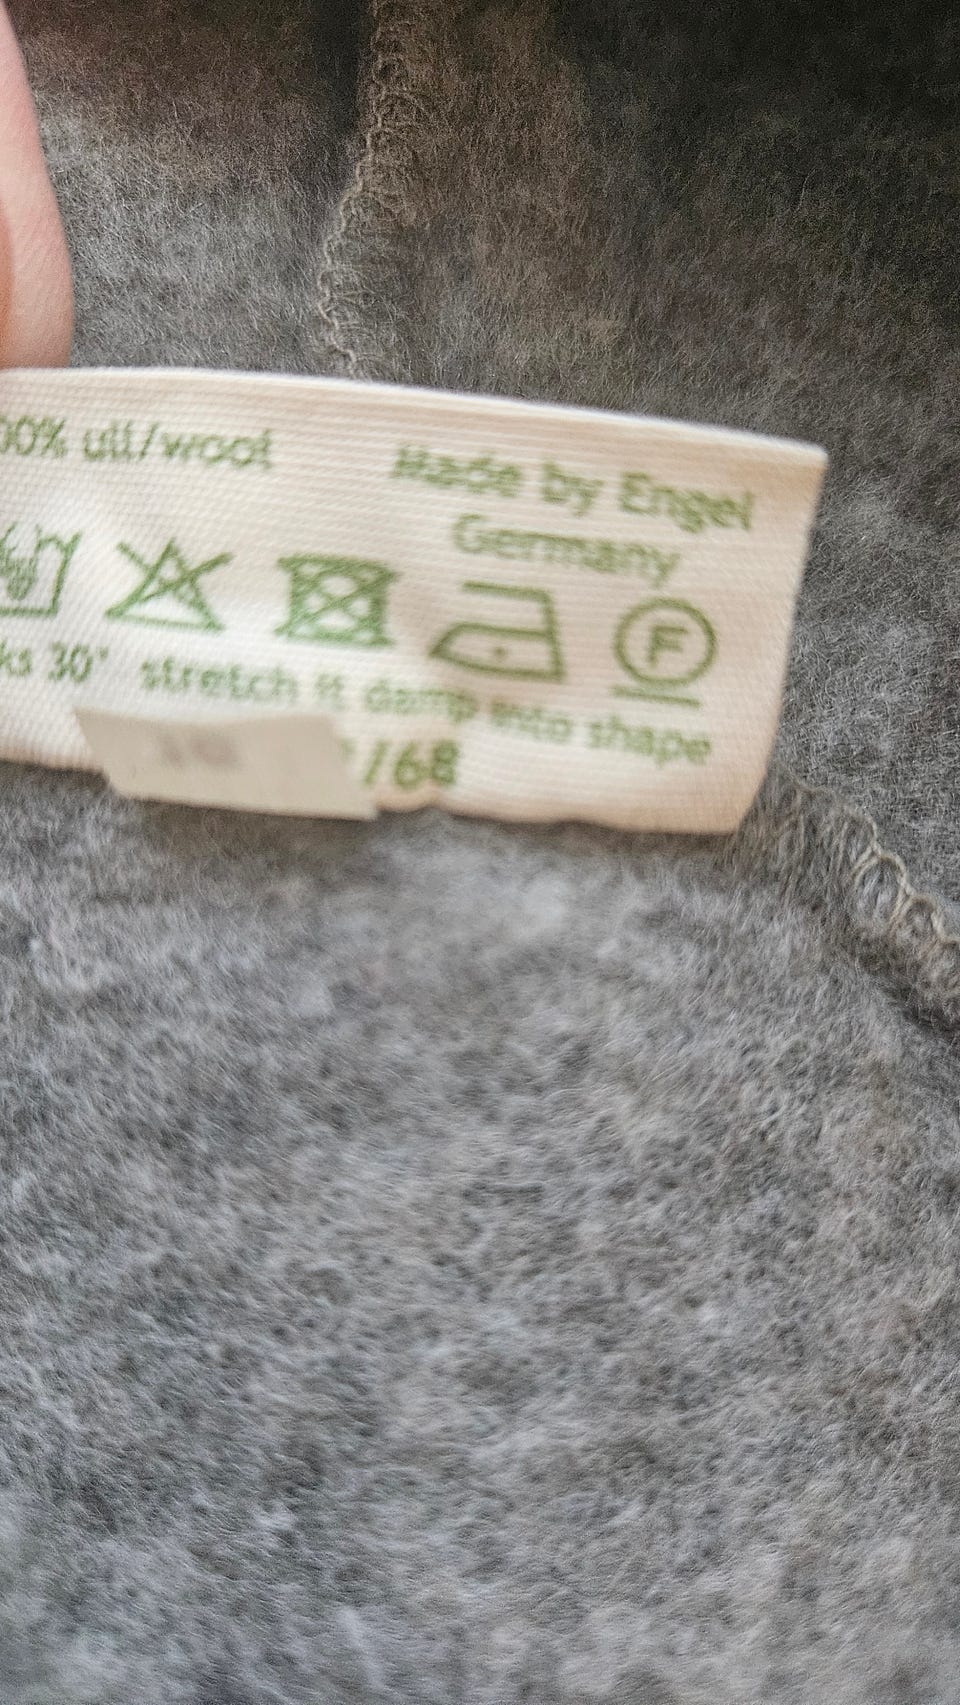 00% ull/wool
Made by Engel
Germany
F
ks 30° stretch it damp into shape
/68